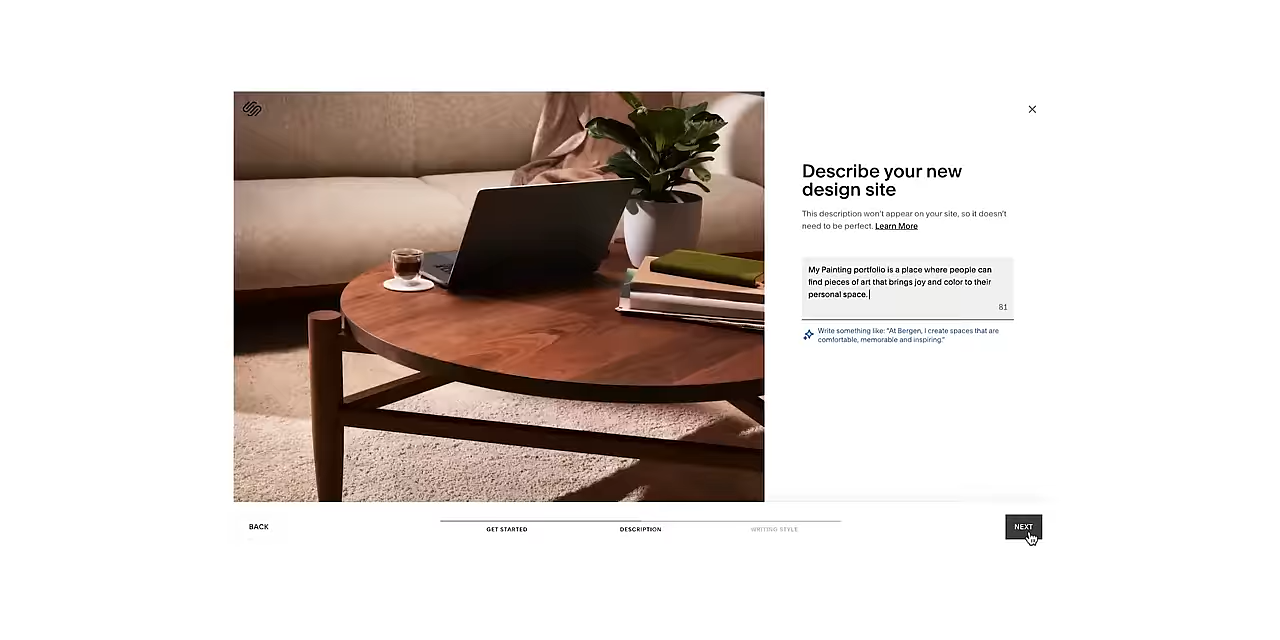 Describe your new
design site
This description won't appear on your site, so it doesn't
need to be perfect. Learn More
My Painting portfolio is a place where people can
find pieces of art that brings joy and color to their
personal space.
81
Write something like: "At Bergen, I create spaces that are
comfortable, memorable and inspiring."
BACK
GET STARTED
DESCRIPTION
WRITING STYLE
NEXT